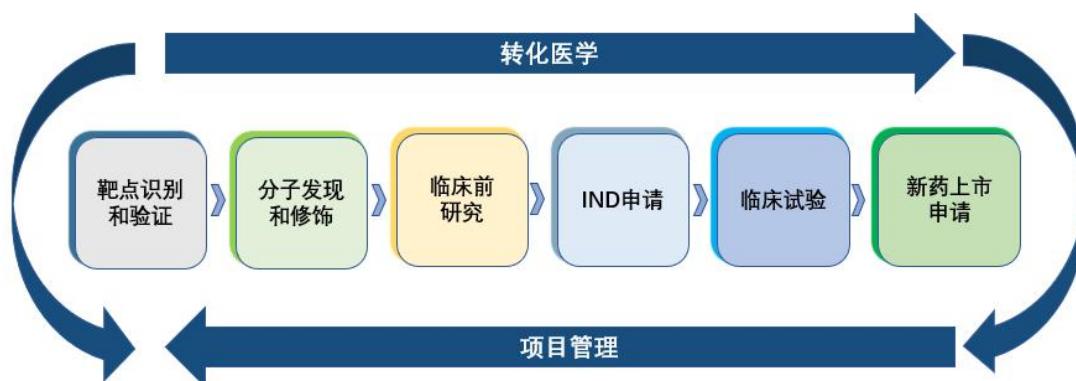 转化医学
靶点识别
和验证
分子发现
和修饰
临床前
研究
IND申请
临床试验
新药上市
申请
项目管理